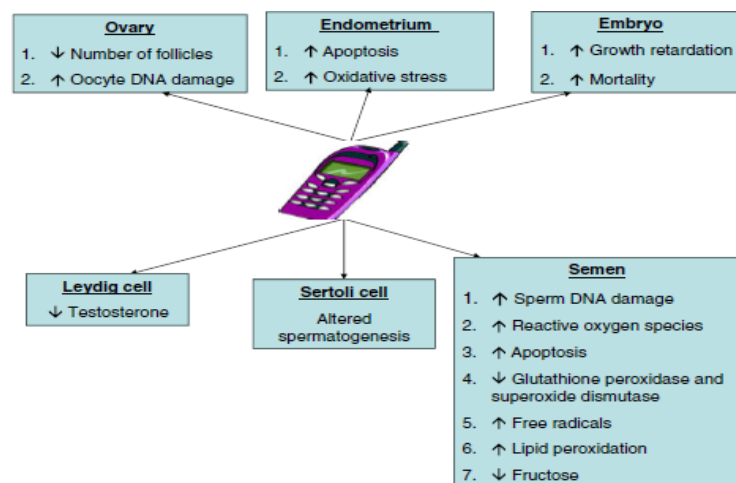 Ovary
1. ↓ Number of follicles
2. ↑ Oocyte DNA damage
Endometrium
1. ↑ Apoptosis
2. ↑ Oxidative stress
Embryo
1. ↑ Growth retardation
2. ↑ Mortality
Leydig cell
↓ Testosterone
Sertoli cell
Altered
spermatogenesis
Semen
1. ↑ Sperm DNA damage
2. ↑ Reactive oxygen species
3. ↑ Apoptosis
4. ↓ Glutathione peroxidase and
superoxide dismutase
5. ↑ Free radicals
6. ↑ Lipid peroxidation
7. ↓ Fructose